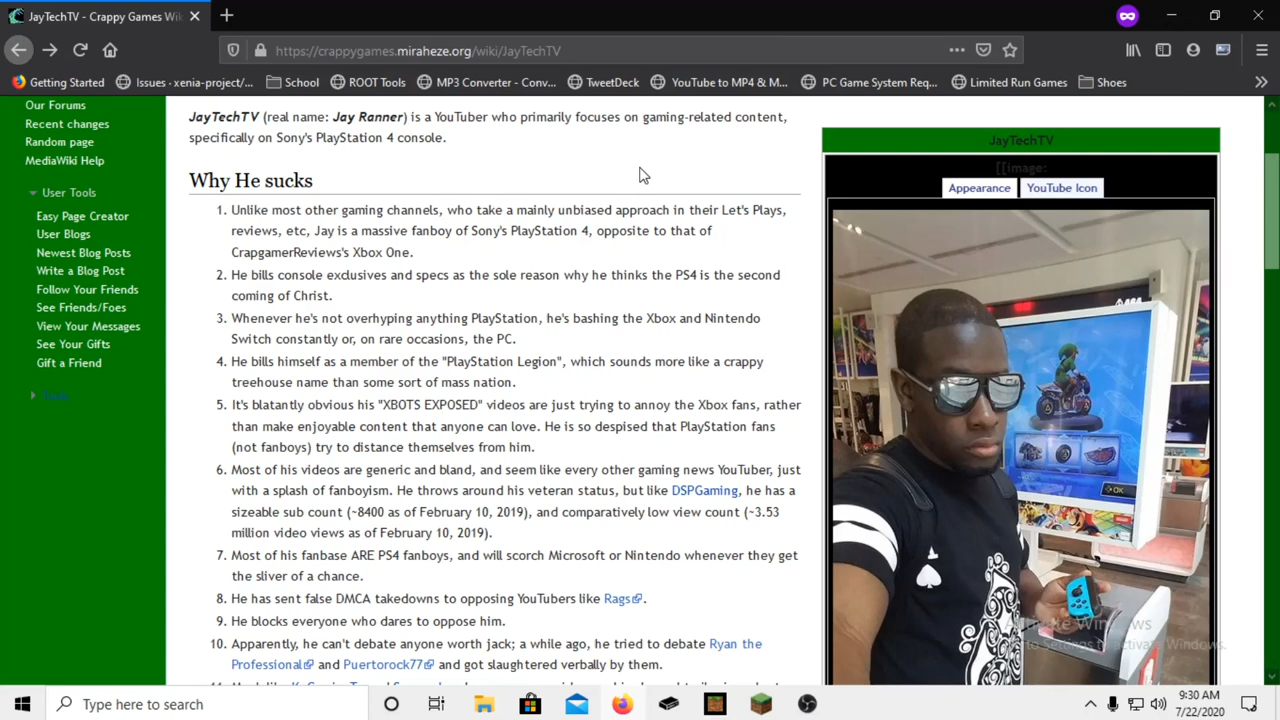 JayTechTV - Crappy Games Wik
https://crappygames.miraheze.org/wiki/JayTechTV
Getting Started
Issues · xenia-project/...
School
ROOT Tools
MP3 Converter - Conv...
TweetDeck
YouTube to MP4 & M...
PC Game System Req...
Limited Run Games
Shoes
Our Forums
Recent changes
Random page
MediaWiki Help
User Tools
Easy Page Creator
User Blogs
Newest Blog Posts
Write a Blog Post
Follow Your Friends
See Friends/Foes
View Your Messages
See Your Gifts
Gift a Friend
Tools
JayTechTV (real name: Jay Ranner) is a YouTuber who primarily focuses on gaming-related content,
specifically on Sony's PlayStation 4 console.
Why He sucks
1. Unlike most other gaming channels, who take a mainly unbiased approach in their Let's Plays,
reviews, etc, Jay is a massive fanboy of Sony's PlayStation 4, opposite to that of
CrapgamerReviews's Xbox One.
2. He bills console exclusives and specs as the sole reason why he thinks the PS4 is the second
coming of Christ.
3. Whenever he's not overhyping anything PlayStation, he's bashing the Xbox and Nintendo
Switch constantly or, on rare occasions, the PC.
4. He bills himself as a member of the "PlayStation Legion", which sounds more like a crappy
treehouse name than some sort of mass nation.
5. It's blatantly obvious his "XBOTS EXPOSED" videos are just trying to annoy the Xbox fans, rather
than make enjoyable content that anyone can love. He is so despised that PlayStation fans
(not fanboys) try to distance themselves from him.
6. Most of his videos are generic and bland, and seem like every other gaming news YouTuber, just
with a splash of fanboyism. He throws around his veteran status, but like DSPGaming, he has a
sizeable sub count (~8400 as of February 10, 2019), and comparatively low view count (~3.53
million video views as of February 10, 2019).
7. Most of his fanbase ARE PS4 fanboys, and will scorch Microsoft or Nintendo whenever they get
the sliver of a chance.
8. He has sent false DMCA takedowns to opposing YouTubers like Rags.
9. He blocks everyone who dares to oppose him.
10. Apparently, he can't debate anyone worth jack; a while ago, he tried to debate Ryan the
Professional and Puertorock77 and got slaughtered verbally by them.
JayTechTV
[[image:
Appearance
YouTube Icon
OK
Activate Windows
to Settings to activate Windows.
Type here to search
9:30 AM
7/22/2020